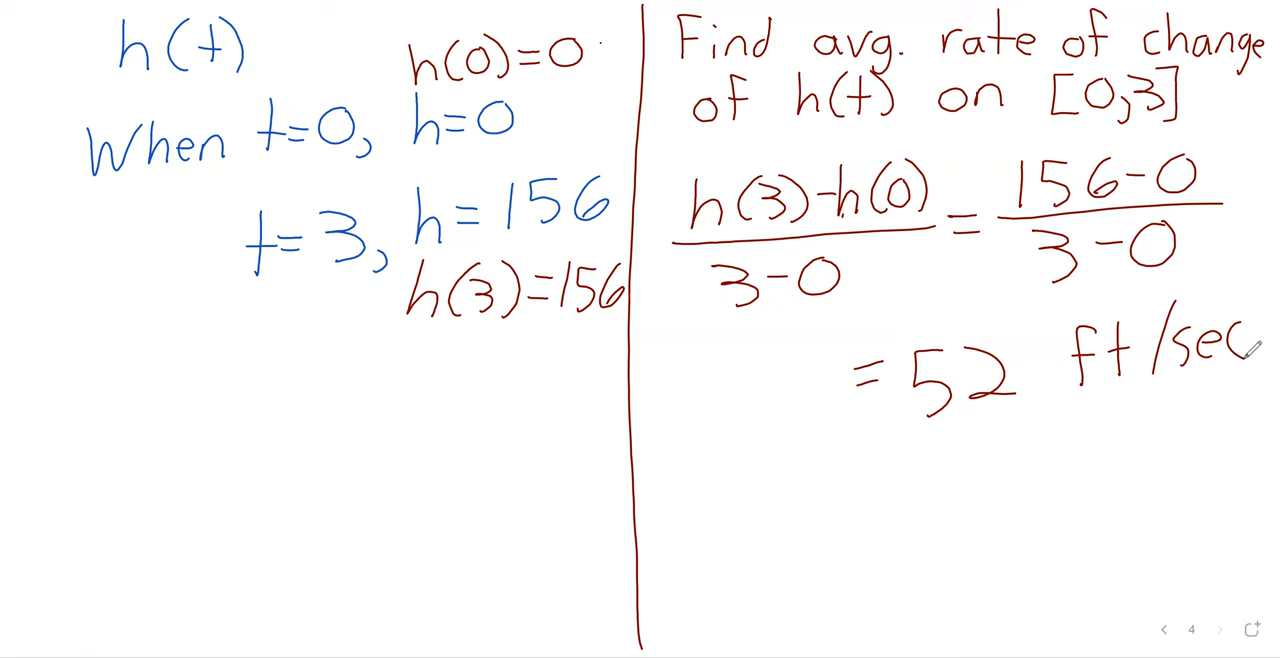 h(t)
h(0)=0
When t=0, h=0
t=3, h=156
h(3)=156
Find avg. rate of change
of h(t) on [0,3]
h(3)-h(0) = 156-0
3-0 3-0
=52 ft/sec
4